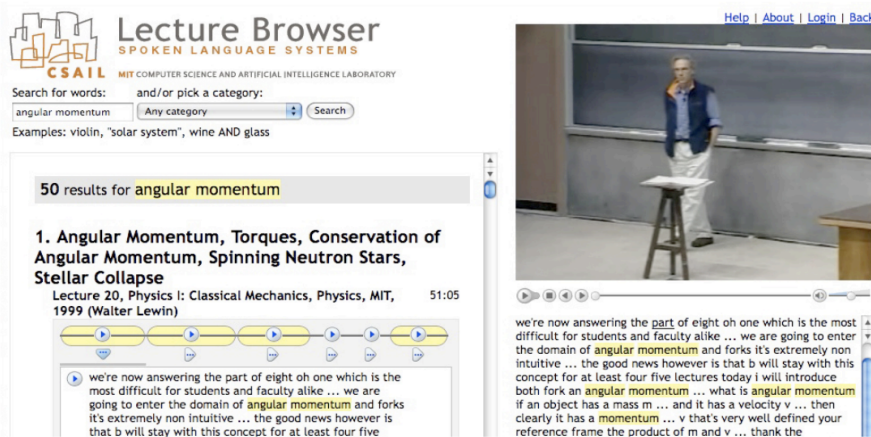 Help | About | Login | Back
Lecture Browser
SPOKEN LANGUAGE SYSTEMS
CSAIL MIT COMPUTER SCIENCE AND ARTIFICIAL INTELLIGENCE LABORATORY
Search for words: and/or pick a category:
angular momentum Any category Search
Examples: violin, "solar system", wine AND glass
50 results for angular momentum
1. Angular Momentum, Torques, Conservation of
Angular Momentum, Spinning Neutron Stars,
Stellar Collapse
Lecture 20, Physics I: Classical Mechanics, Physics, MIT, 51:05
1999 (Walter Lewin)
we're now answering the part of eight oh one which is the
most difficult for students and faculty alike ... we are
going to enter the domain of angular momentum and forks
it's extremely non intuitive ... the good news however is
that b will stay with this concept for at least four five
we're now answering the part of eight oh one which is the most
difficult for students and faculty alike ... we are going to enter
the domain of angular momentum and forks it's extremely non
intuitive ... the good news however is that b will stay with this
concept for at least four five lectures today i will introduce
both fork an angular momentum ... what is angular momentum
if an object has a mass m ... and it has a velocity v ... then
clearly it has a momentum ... v that's very well defined your
reference frame the product of m and v ... thank the